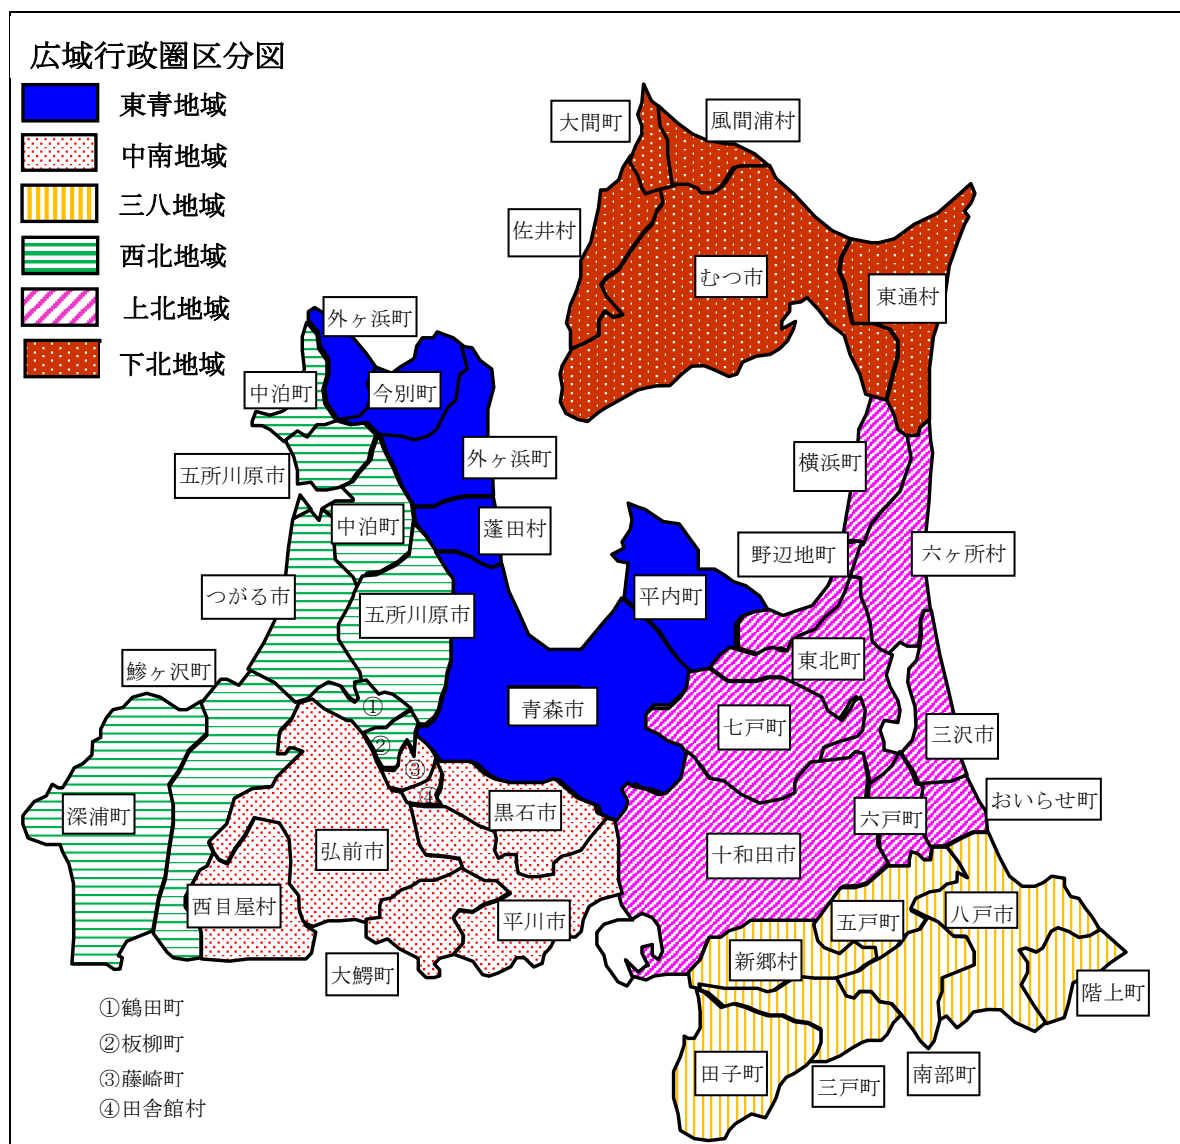 広域行政圏区分図
東青地域
中南地域
三八地域
西北地域
上北地域
下北地域
大間町
風間浦村
佐井村
むつ市
東通村
外ヶ浜町
中泊町
今別町
外ヶ浜町
五所川原市
横浜町
中泊町
蓬田村
野辺地町
六ヶ所村
つがる市
五所川原市
平内町
鰺ヶ沢町
東北町
①
青森市
七戸町
三沢市
②
③
④
深浦町
黒石市
六戸町
おいらせ町
弘前市
十和田市
西目屋村
平川市
五戸町
八戸市
大鰐町
新郷村
階上町
田子町
三戸町
南部町
①鶴田町
②板柳町
③藤崎町
④田舎館村